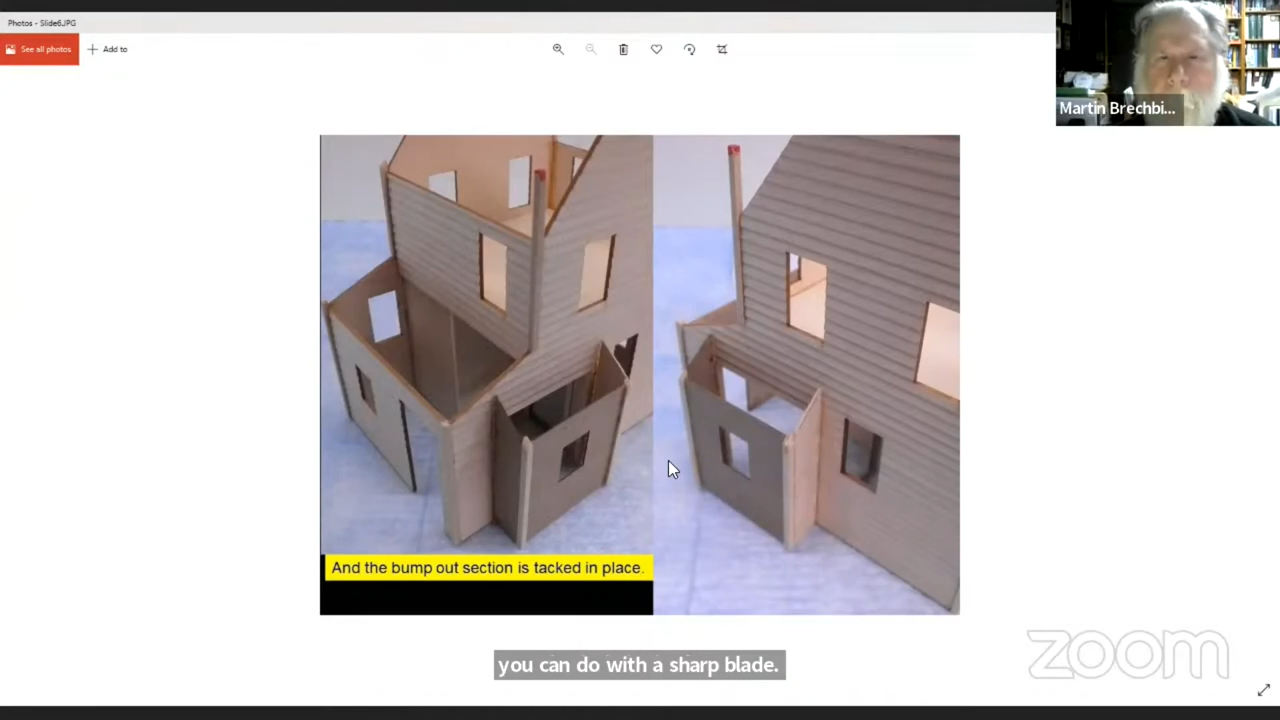 Photos - Slide6.JPG
See all photos
Add to
Martin Brechbi...
And the bump out section is tacked in place.
you can do with a sharp blade.
zoom